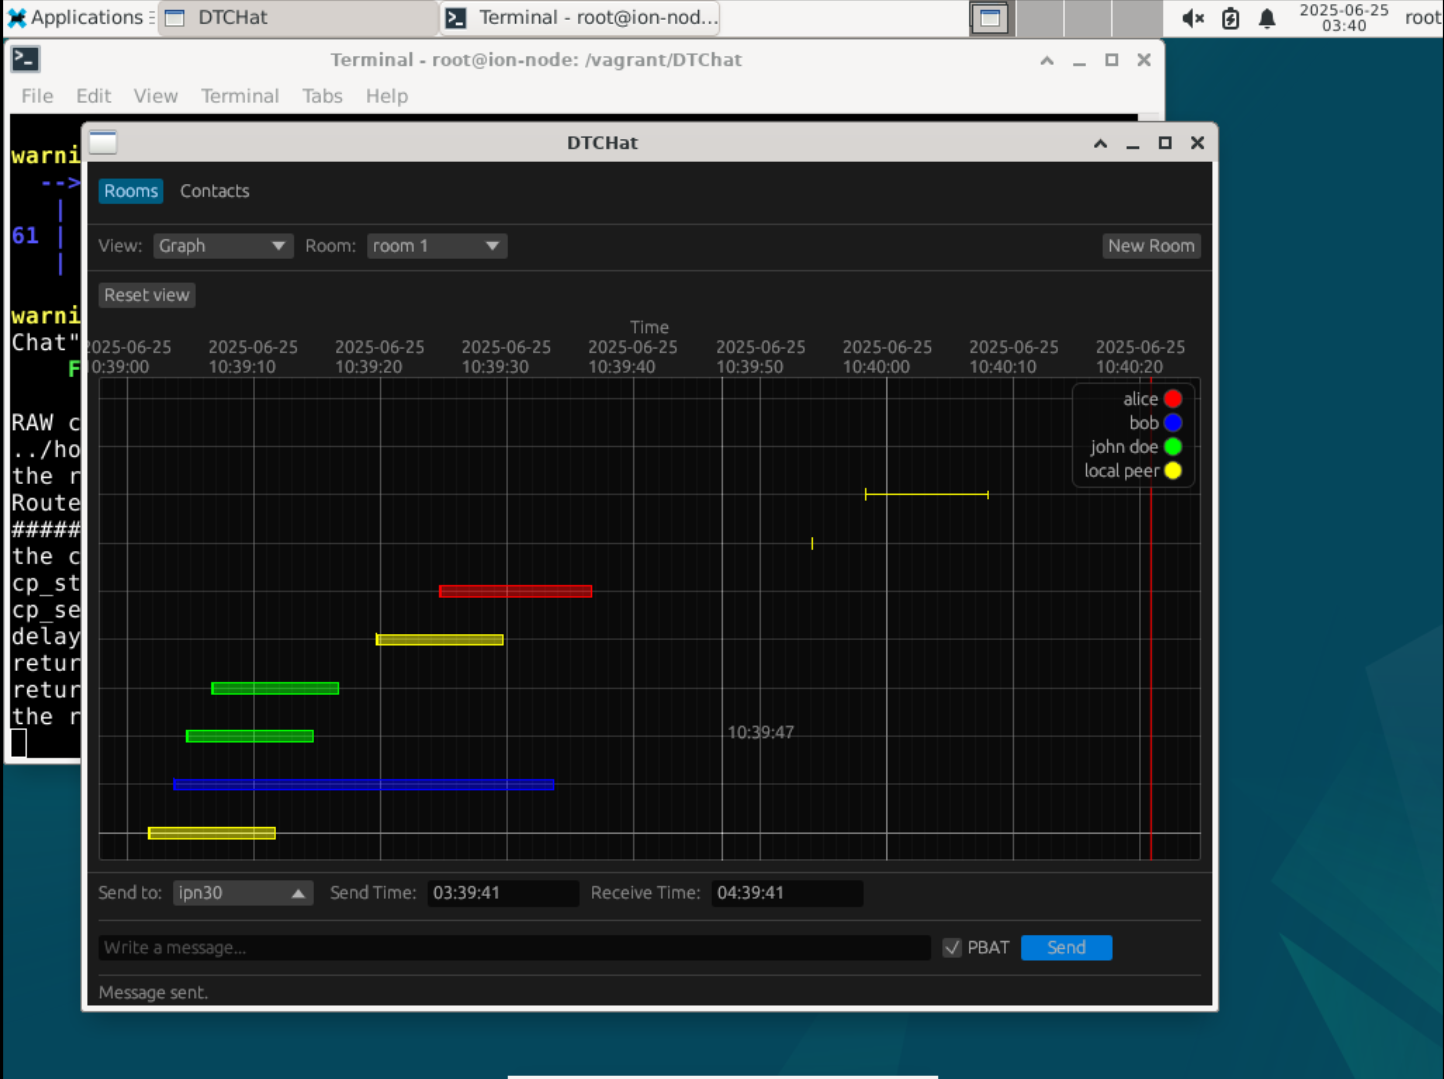 Applications
DTCHat
Terminal - root@ion-nod...
2025-06-25
03:40
root
Terminal - root@ion-node: /vagrant/DTChat
File Edit View Terminal Tabs Help
warni
-->
|
61 |
|
warni
Chat"
F
RAW c
../ho
the r
Route
#####
the c
cp_st
cp_se
delay
retur
retur
the r
DTCHat
Rooms Contacts
View: Graph Room: room 1 New Room
Reset view
Time
2025-06-25 2025-06-25 2025-06-25 2025-06-25 2025-06-25 2025-06-25 2025-06-25 2025-06-25 2025-06-25
10:39:00 10:39:10 10:39:20 10:39:30 10:39:40 10:39:50 10:40:00 10:40:10 10:40:20
alice
bob
john doe
local peer
10:39:47
Send to: ipn30 Send Time: 03:39:41 Receive Time: 04:39:41
Write a message... PBAT Send
Message sent.